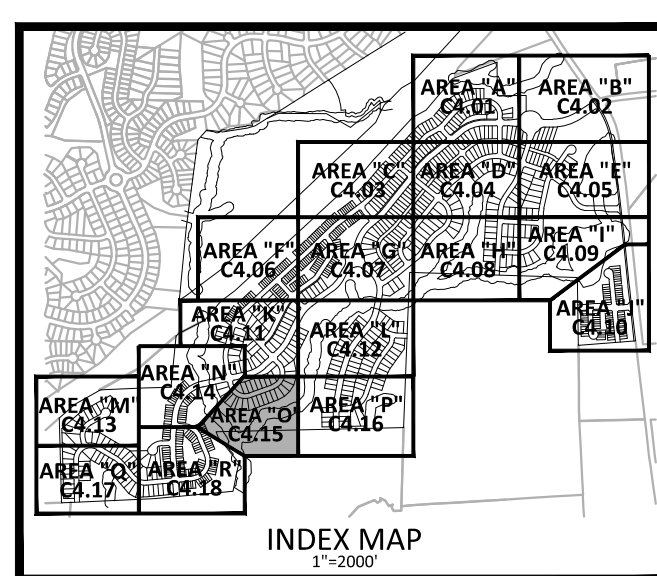 AREA "A"
C4.01
AREA "B"
C4.02
AREA "C"
C4.03
AREA "D"
C4.04
AREA "E"
C4.05
AREA "F"
C4.06
AREA "G"
C4.07
AREA "H"
C4.08
AREA "I"
C4.09
AREA "J"
C4.10
AREA "K"
C4.11
AREA "L"
C4.12
AREA "M"
C4.13
AREA "N"
C4.14
AREA "O"
C4.15
AREA "P"
C4.16
AREA "Q"
C4.17
AREA "R"
C4.18
INDEX MAP
1"=2000'